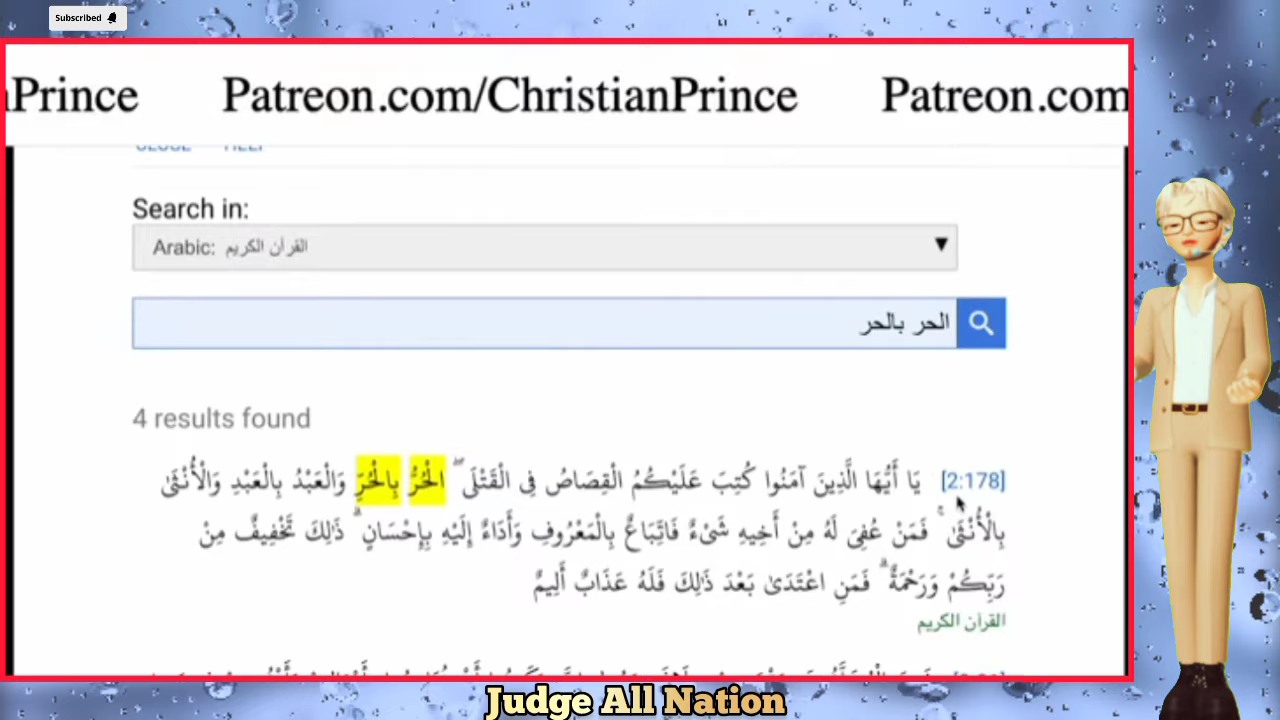 Subscribed
Prince Patreon.com/ChristianPrince Patreon.com
CLOSE HELP
Search in:
Arabic: القرآن الكريم
الحر بالحر
4 results found
[2:178] يَا أَيُّهَا الَّذِينَ آمَنُوا كُتِبَ عَلَيْكُمُ الْقِصَاصُ فِى الْقَتْلَى ۖ الْحُرُّ بِالْحُرِّ وَالْعَبْدُ بِالْعَبْدِ وَالْأُنْثَىٰ
بِالْأُنْثَىٰ ۚ فَمَنْ عُفِىَ لَهُ مِنْ أَخِيهِ شَىْءٌ فَاتِّبَاعٌ بِالْمَعْرُوفِ وَأَدَاءٌ إِلَيْهِ بِإِحْسَانٍ ۗ ذَٰلِكَ تَخْفِيفٌ مِنْ
رَبِّكُمْ وَرَحْمَةٌ ۗ فَمَنِ اعْتَدَىٰ بَعْدَ ذَٰلِكَ فَلَهُ عَذَابٌ أَلِيمٌ
القرآن الكريم
Judge All Nation